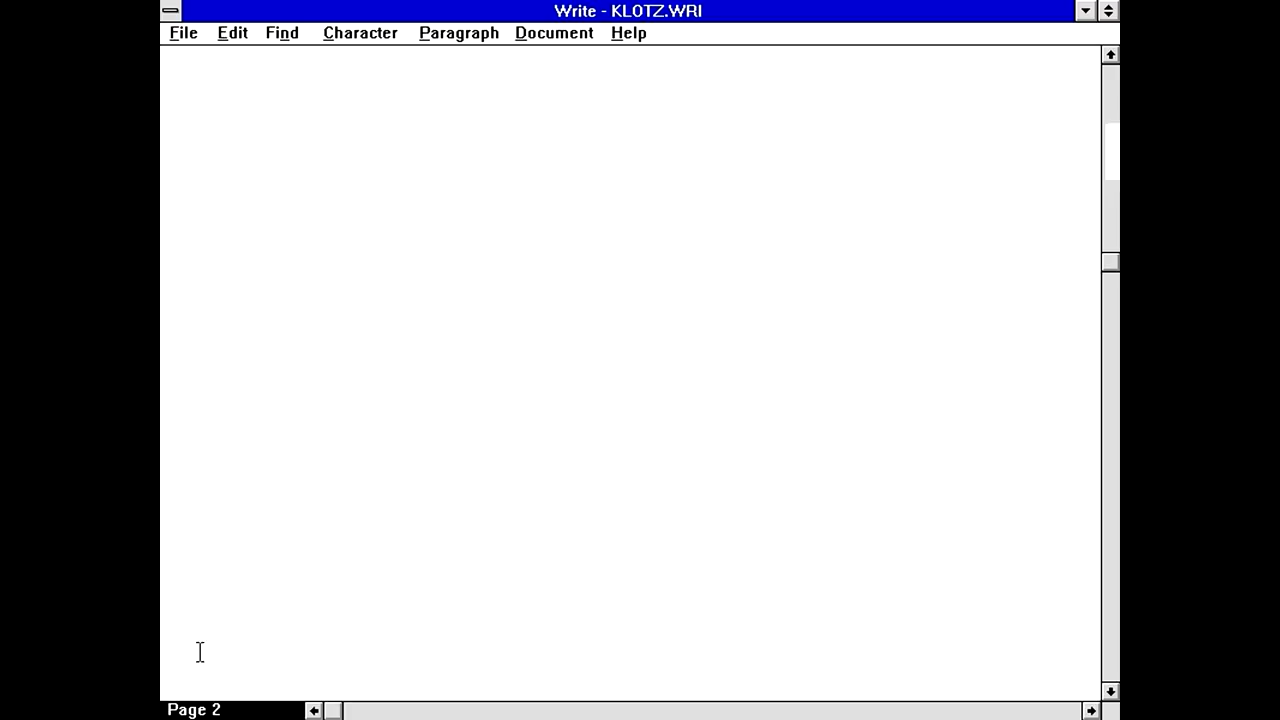 Write - KLOTZ.WRI
File Edit Find Character Paragraph Document Help
Page 2